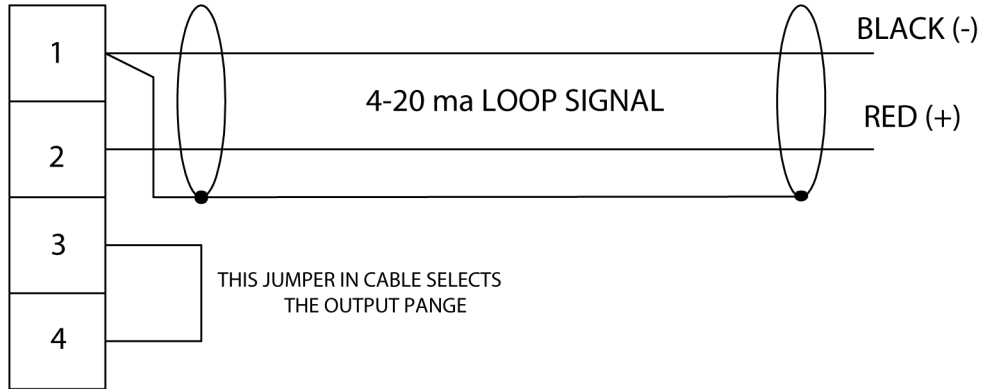 1
BLACK (-)
4-20 ma LOOP SIGNAL
RED (+)
2
3
THIS JUMPER IN CABLE SELECTS
THE OUTPUT PANGE
4